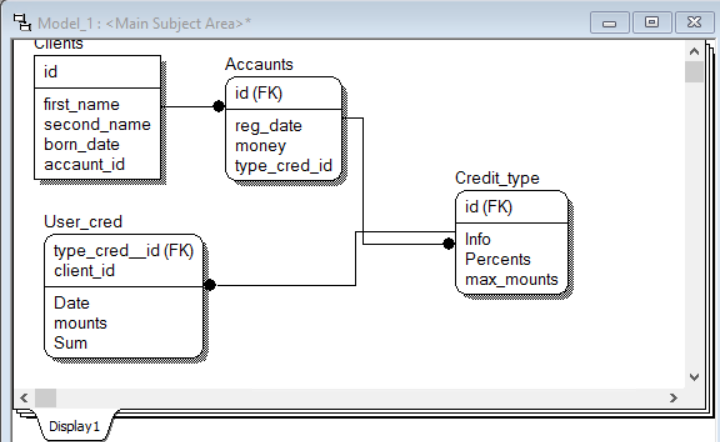 Model_1 : <Main Subject Area>*
Clients
id
first_name
second_name
born_date
accaunt_id
Accaunts
id (FK)
reg_date
money
type_cred_id
Credit_type
id (FK)
Info
Percents
max_mounts
User_cred
type_cred__id (FK)
client_id
Date
mounts
Sum
Display1